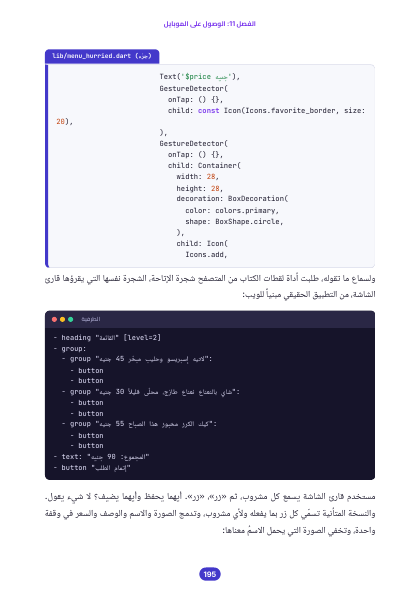 الفصل 11: الوصول على الموبايل
lib/menu_hurried.dart (جزء)
Text('$price جنيه'),
GestureDetector(
onTap: () {},
child: const Icon(Icons.favorite_border, size:
20),
),
GestureDetector(
onTap: () {},
child: Container(
width: 28,
height: 28,
decoration: BoxDecoration(
color: colors.primary,
shape: BoxShape.circle,
),
child: Icon(
Icons.add,
ولسماع ما تقوله، طلبت أداة لقطات الكتاب من المتصفح شجرة الإتاحة، الشجرة نفسها التي يقرؤها قارئ
الشاشة، من التطبيق الحقيقي مبنياً للويب:
الطرفية
- heading "القائمة" [level=2]
- group:
- group "لاتيه إسبريسو وحليب مبخّر 45 جنيه":
- button
- button
- group "شاي بالنعناع نعناع طازج، محلّى قليلاً 30 جنيه":
- button
- button
- group "كيك الكرز مخبوز هذا الصباح 55 جنيه":
- button
- button
- text: "المجموع: 90 جنيه"
- button "إتمام الطلب"
مستخدم قارئ الشاشة يسمع كل مشروب، ثم «زر»، «زر». أيهما يحفظ وأيهما يضيف؟ لا شيء يقول.
والنسخة المتأنية تسمّي كل زر بما يفعله ولأي مشروب، وتدمج الصورة والاسم والوصف والسعر في وقفة
واحدة، وتخفي الصورة التي يحمل الاسمُ معناها:
195